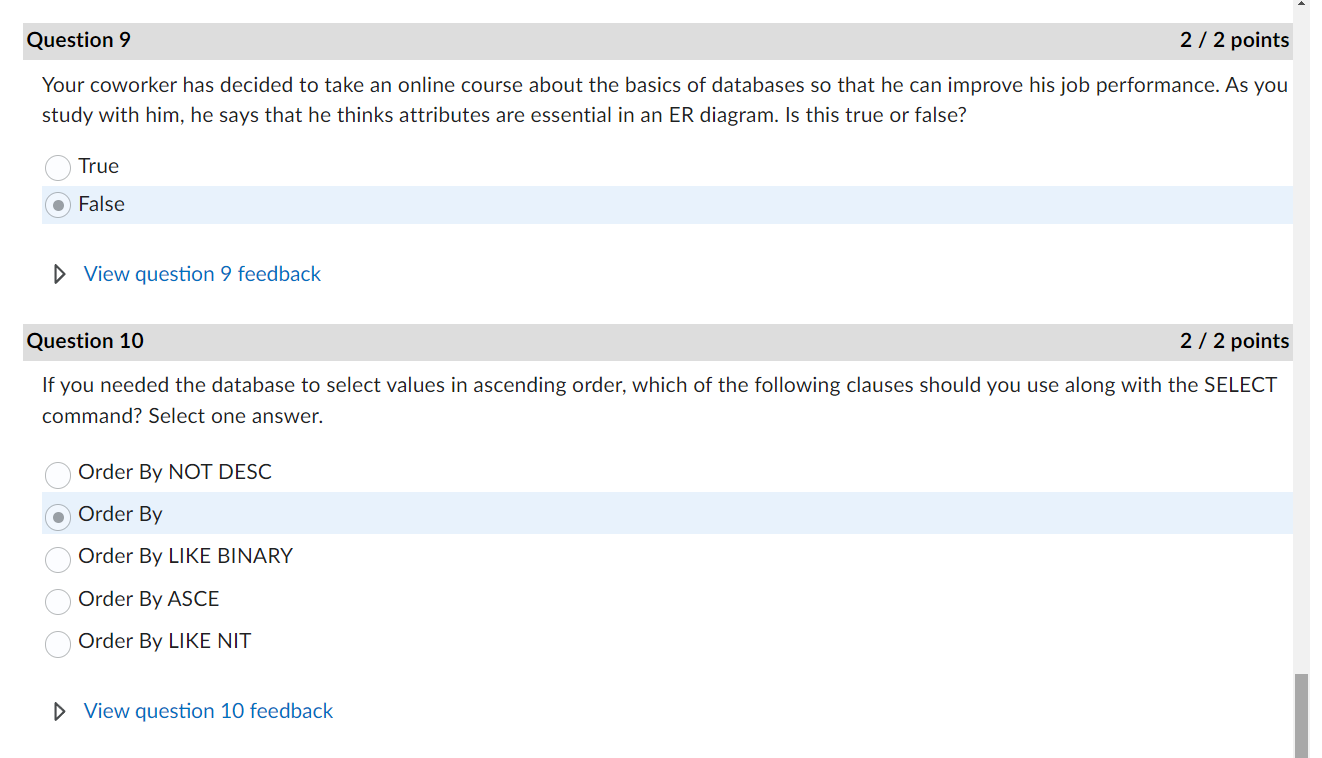 Question 9 2 / 2 points
Your coworker has decided to take an online course about the basics of databases so that he can improve his job performance. As you
study with him, he says that he thinks attributes are essential in an ER diagram. Is this true or false?
True
False
View question 9 feedback
Question 10 2 / 2 points
If you needed the database to select values in ascending order, which of the following clauses should you use along with the SELECT
command? Select one answer.
Order By NOT DESC
Order By
Order By LIKE BINARY
Order By ASCE
Order By LIKE NIT
View question 10 feedback